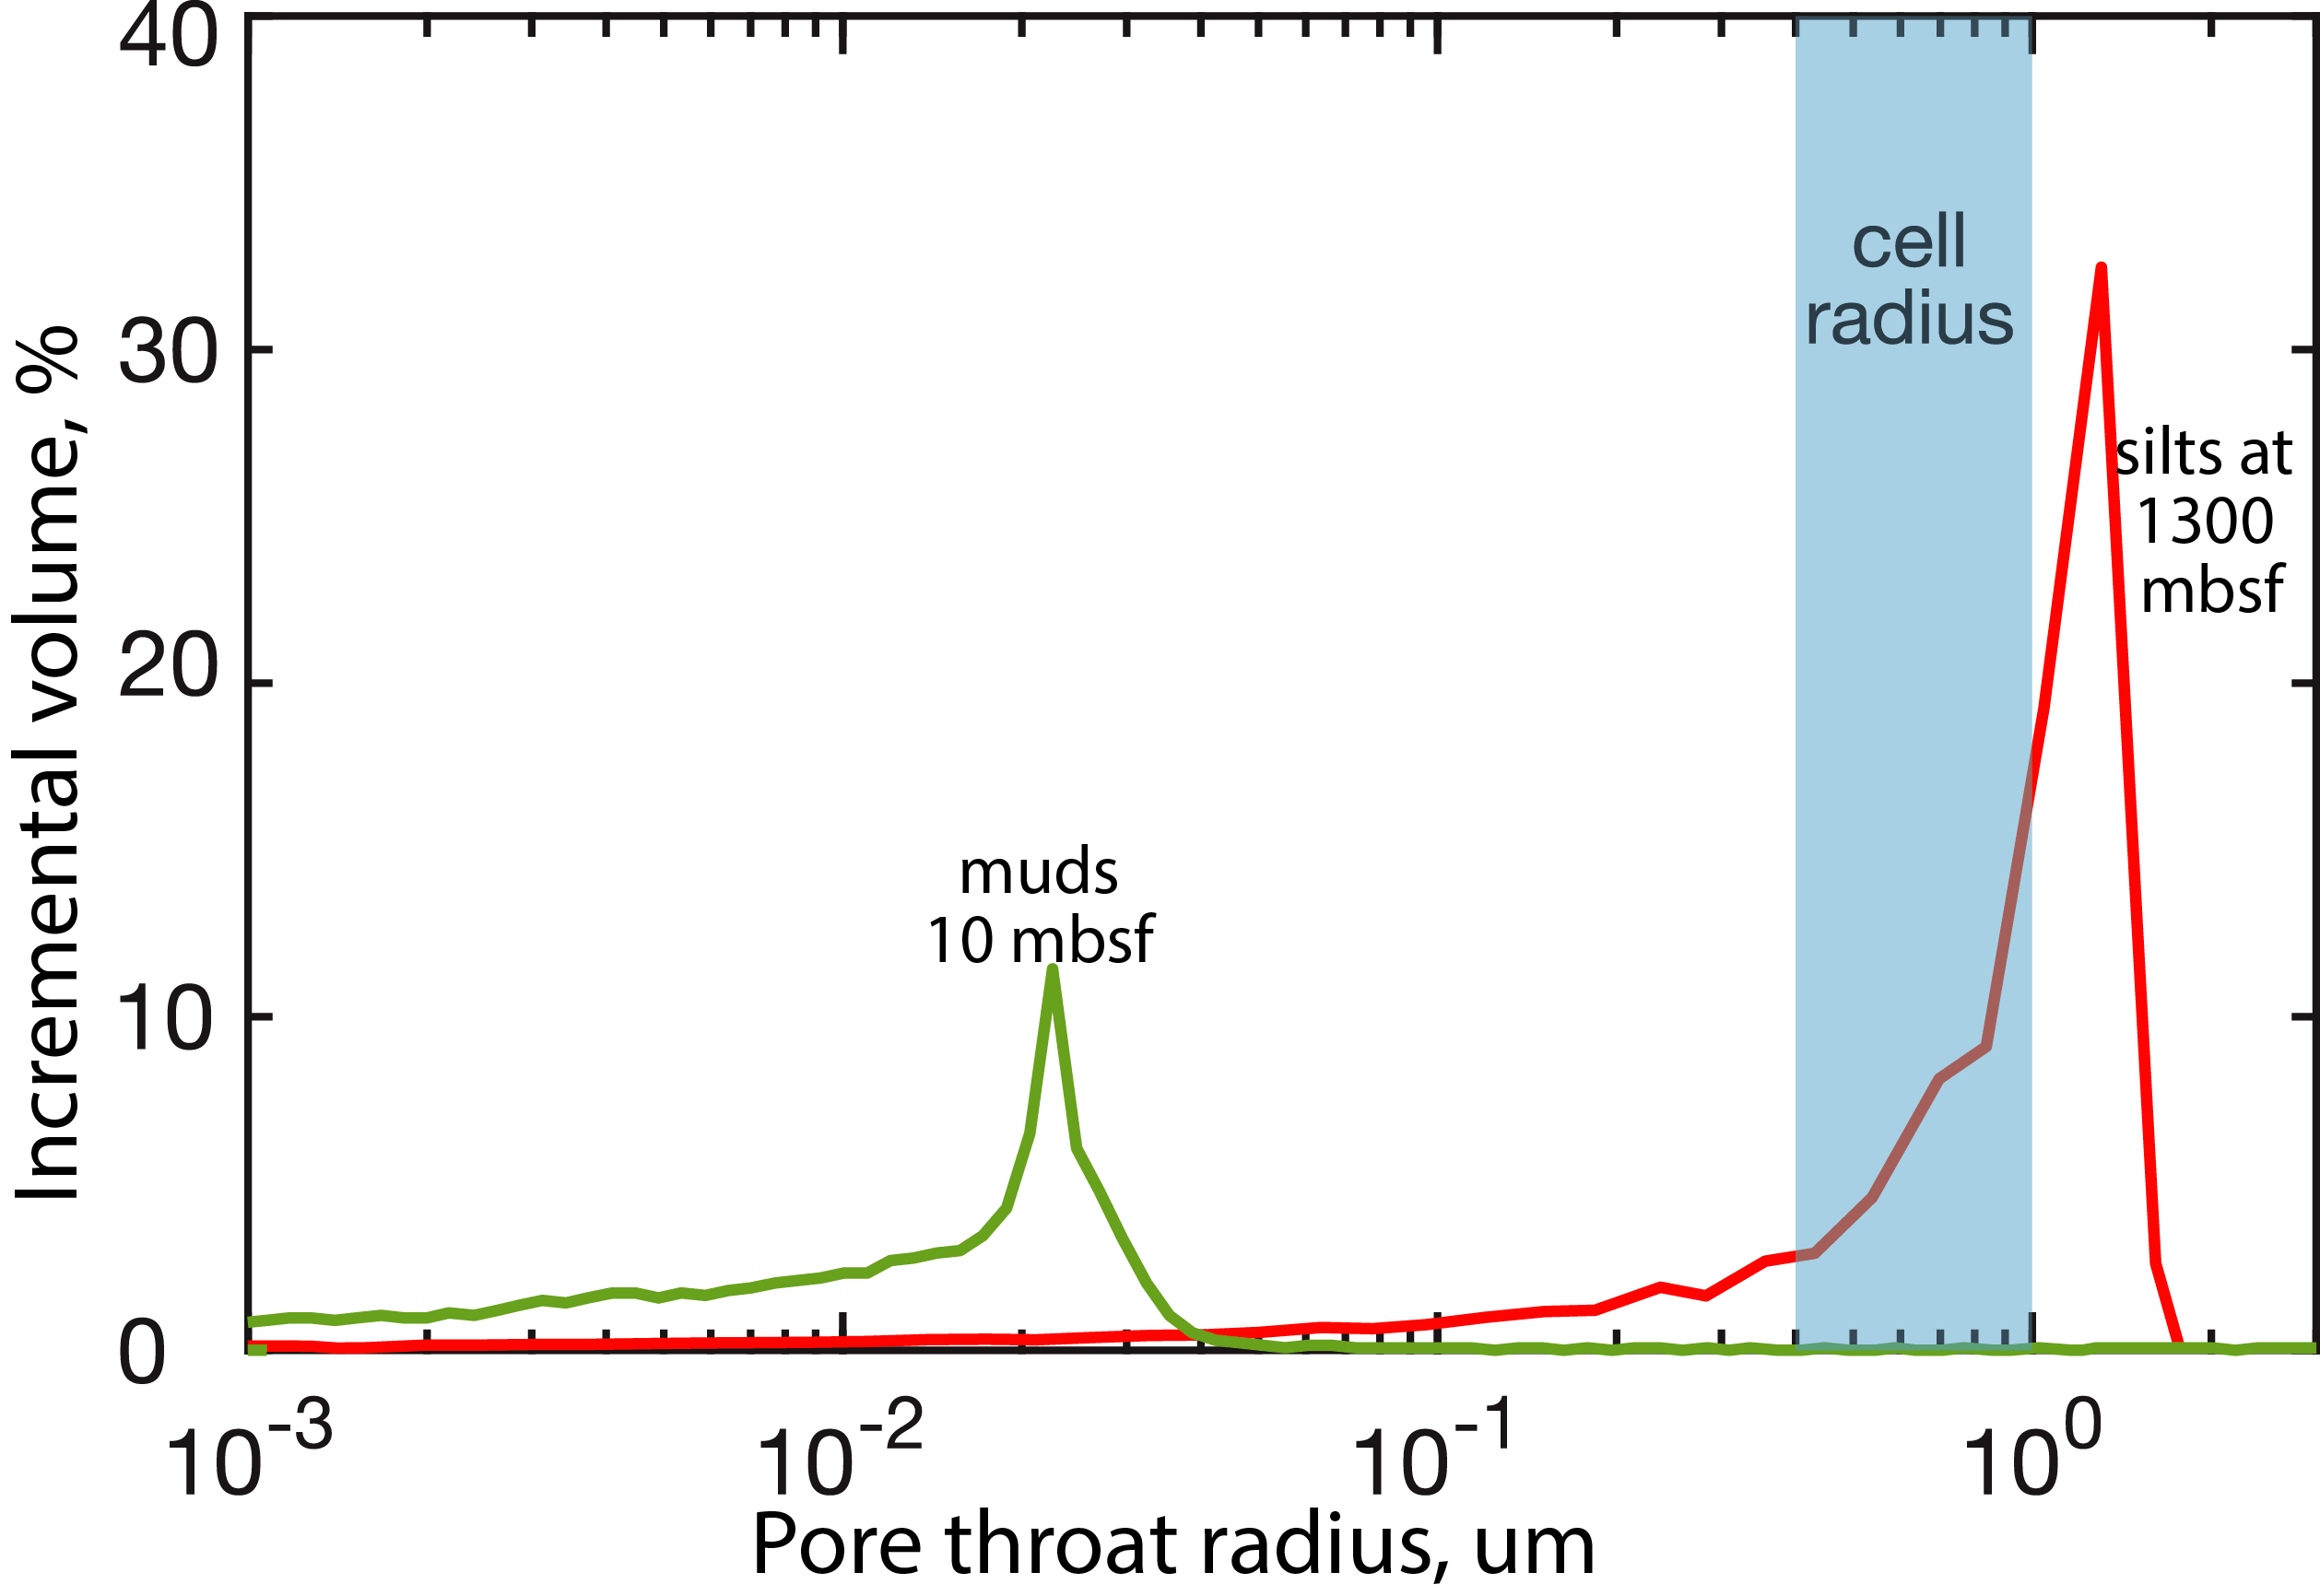 40
30
20
10
0
Incremental volume, %
cell
radius
silts at
1300
mbsf
muds
10 mbsf
10-3
10-2
10-1
100
Pore throat radius, um